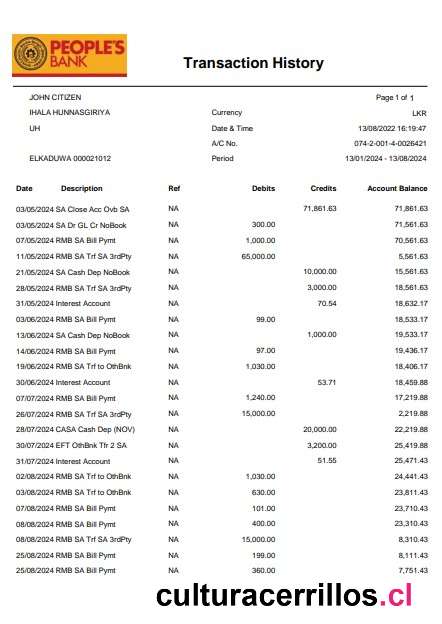 PEOPLE'S
BANK
Transaction History
JOHN CITIZEN Page 1 of 1
IHALA HUNNASGIRIYA Currency LKR
UH Date & Time 13/08/2022 16:19:47
A/C No. 074-2-001-4-0026421
ELKADUWA 000021012 Period 13/01/2024 - 13/08/2024
Date Description Ref Debits Credits Account Balance
03/05/2024 SA Close Acc Ovb SA NA 71,861.63 71,861.63
03/05/2024 SA Dr GL Cr NoBook NA 300.00 71,561.63
07/05/2024 RMB SA Bill Pymt NA 1,000.00 70,561.63
11/05/2024 RMB SA Trf SA 3rdPty NA 65,000.00 5,561.63
21/05/2024 SA Cash Dep NoBook NA 10,000.00 15,561.63
28/05/2024 RMB SA Trf SA 3rdPty NA 3,000.00 18,561.63
31/05/2024 Interest Account NA 70.54 18,632.17
03/06/2024 RMB SA Bill Pymt NA 99.00 18,533.17
13/06/2024 SA Cash Dep NoBook NA 1,000.00 19,533.17
14/06/2024 RMB SA Bill Pymt NA 97.00 19,436.17
19/06/2024 RMB SA Trf to OthBnk NA 1,030.00 18,406.17
30/06/2024 Interest Account NA 53.71 18,459.88
07/07/2024 RMB SA Bill Pymt NA 1,240.00 17,219.88
26/07/2024 RMB SA Trf SA 3rdPty NA 15,000.00 2,219.88
28/07/2024 CASA Cash Dep (NOV) NA 20,000.00 22,219.88
30/07/2024 EFT OthBnk Tfr 2 SA NA 3,200.00 25,419.88
31/07/2024 Interest Account NA 51.55 25,471.43
02/08/2024 RMB SA Trf to OthBnk NA 1,030.00 24,441.43
03/08/2024 RMB SA Trf to OthBnk NA 630.00 23,811.43
07/08/2024 RMB SA Bill Pymt NA 101.00 23,710.43
08/08/2024 RMB SA Bill Pymt NA 400.00 23,310.43
08/08/2024 RMB SA Trf SA 3rdPty NA 15,000.00 8,310.43
25/08/2024 RMB SA Bill Pymt NA 199.00 8,111.43
25/08/2024 RMB SA Bill Pymt NA 360.00 7,751.43
culturacerrillos.cl